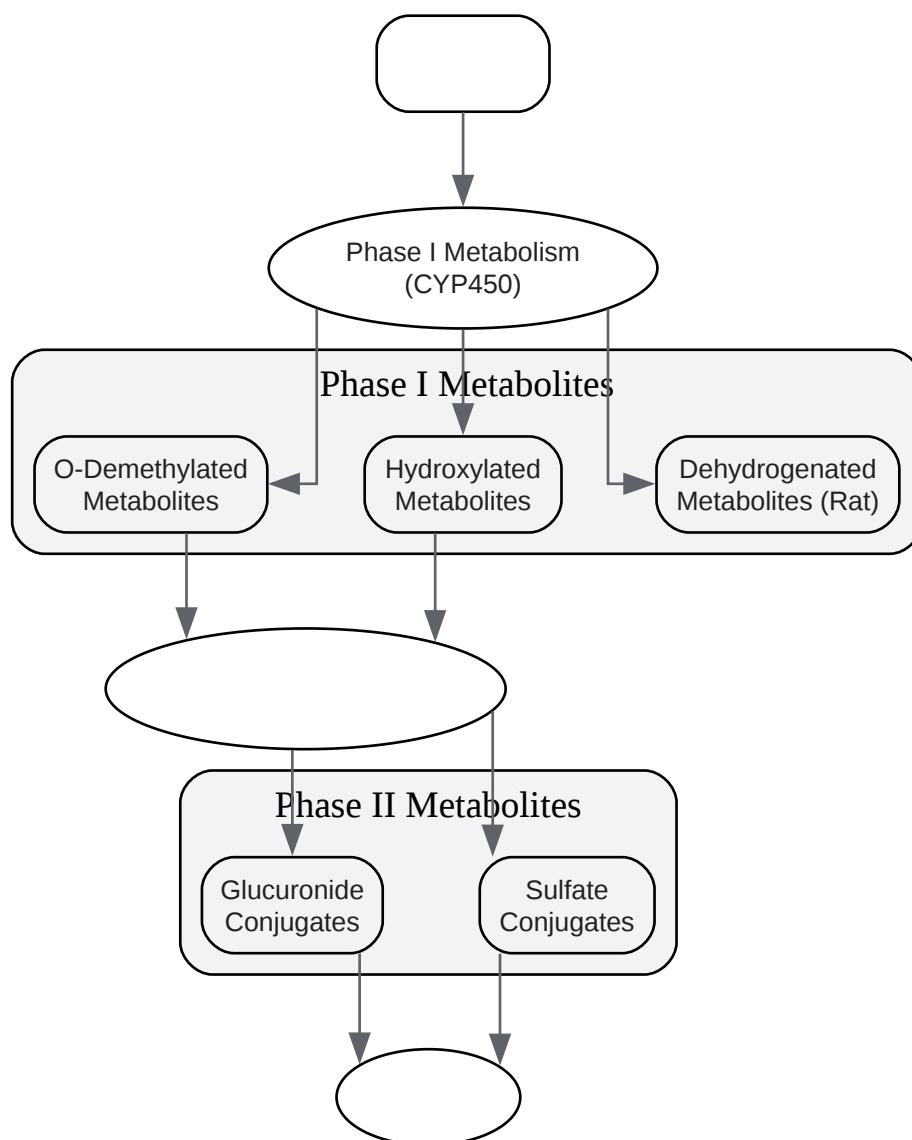 Phase I Metabolism
(CYP450)
Phase I Metabolites
O-Demethylated
Metabolites
Hydroxylated
Metabolites
Dehydrogenated
Metabolites (Rat)
Phase II Metabolites
Glucuronide
Conjugates
Sulfate
Conjugates